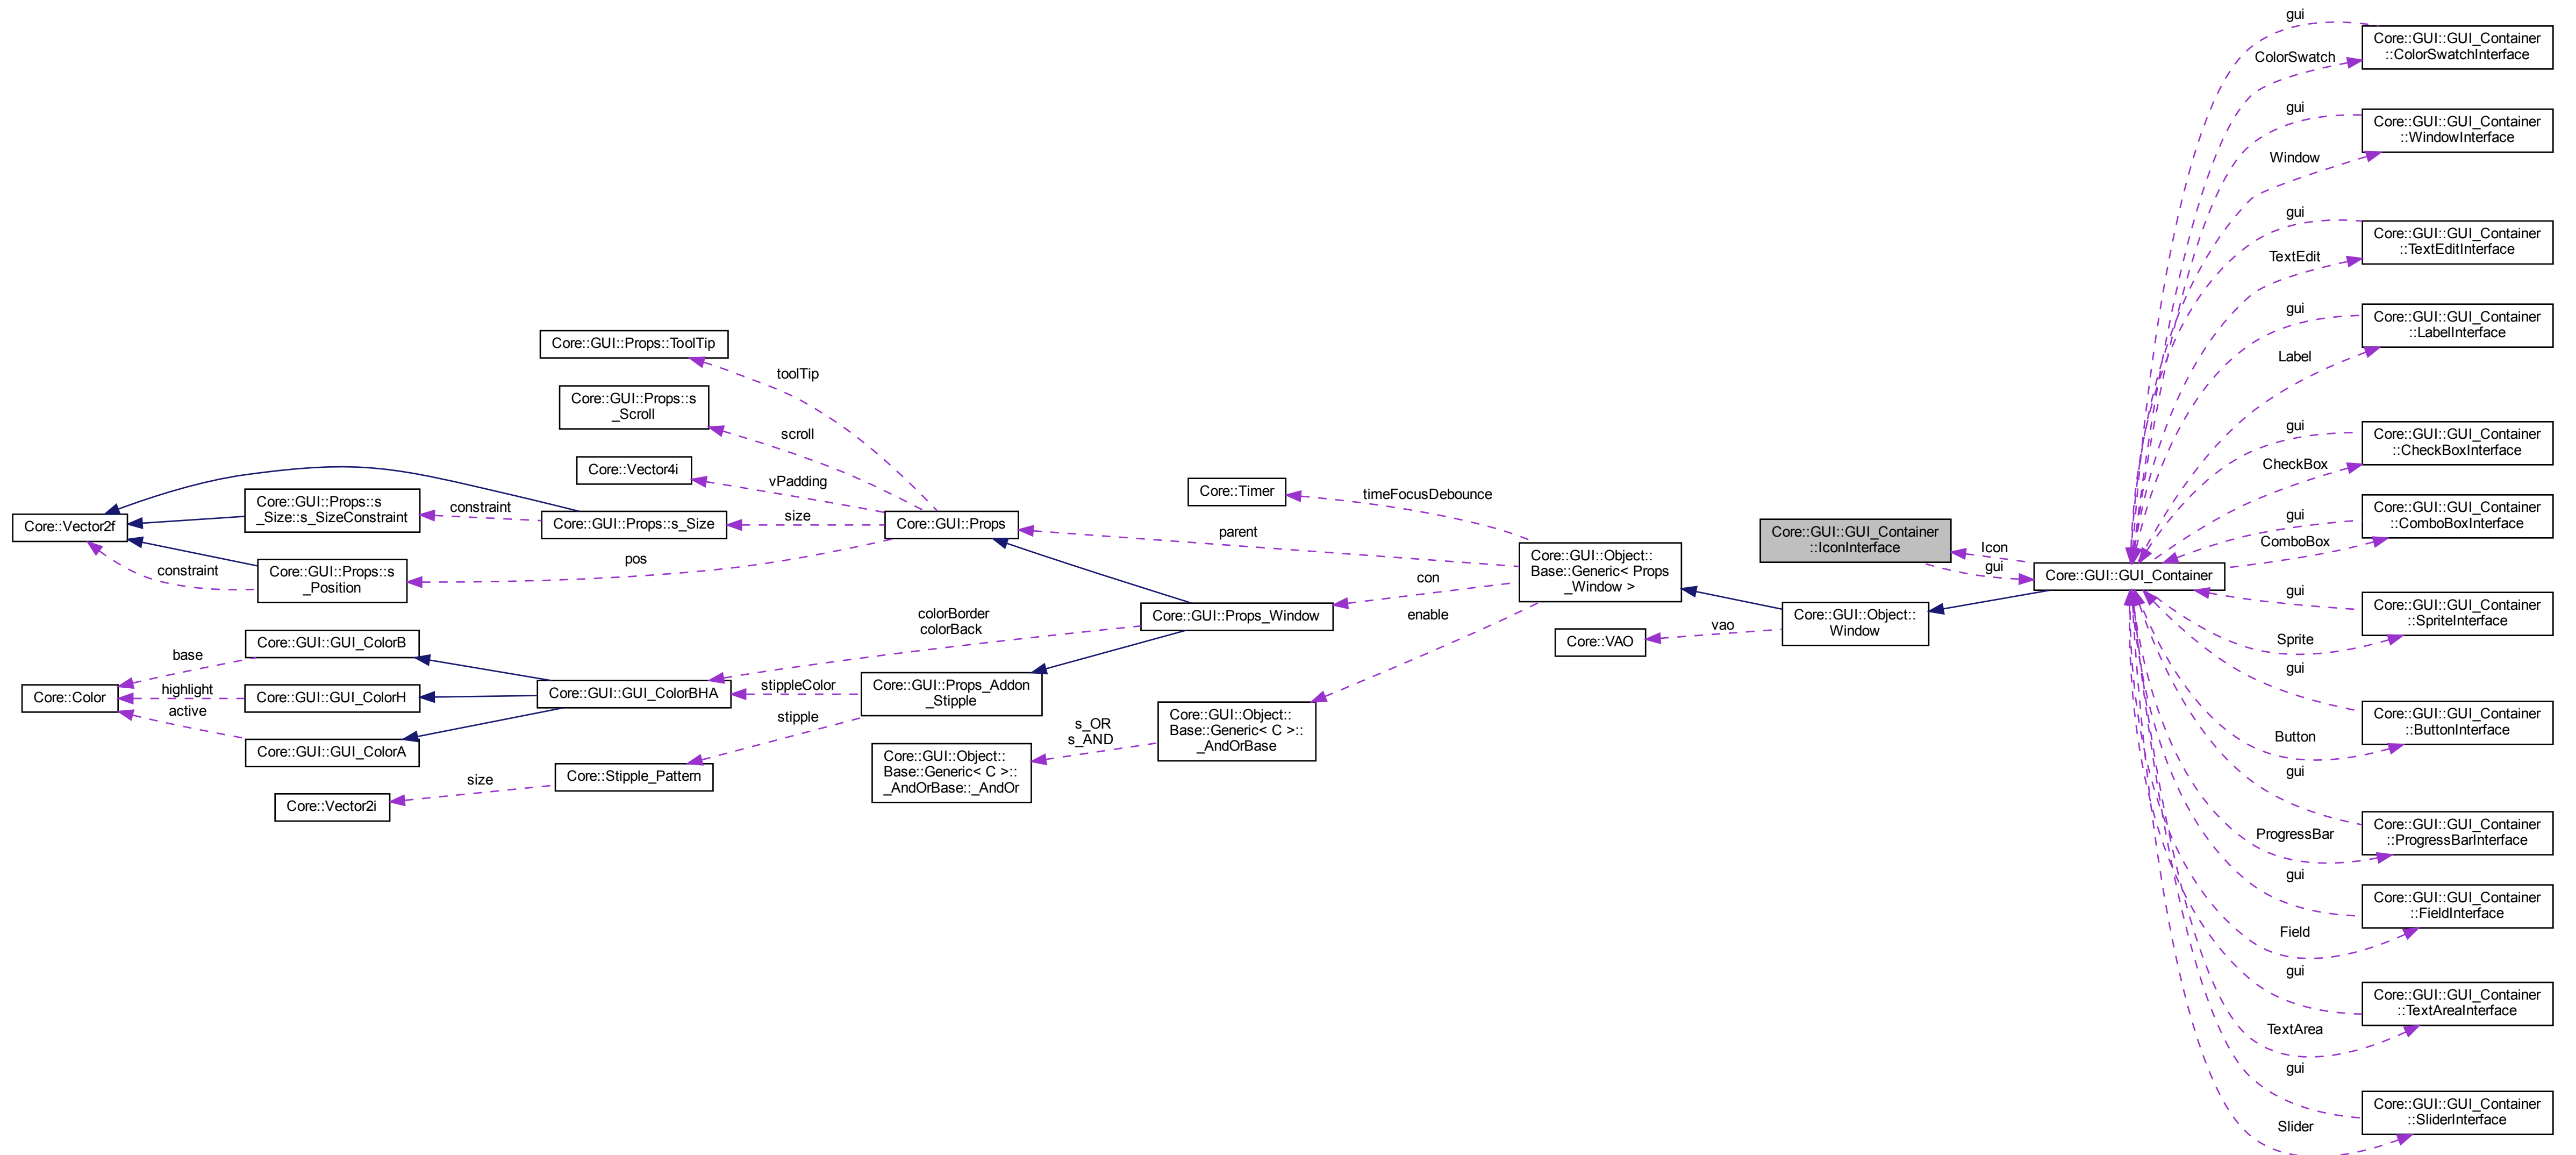 gui
Core::GUI::GUI_Container
::ColorSwatchInterface
ColorSwatch
gui
Core::GUI::GUI_Container
::WindowInterface
Window
gui
Core::GUI::GUI_Container
::TextEditInterface
TextEdit
gui
Core::GUI::GUI_Container
::LabelInterface
Label
gui
Core::GUI::GUI_Container
::CheckBoxInterface
CheckBox
gui
Core::GUI::GUI_Container
::ComboBoxInterface
ComboBox
gui
Core::GUI::GUI_Container
::SpriteInterface
Sprite
gui
Core::GUI::GUI_Container
::ButtonInterface
Button
gui
Core::GUI::GUI_Container
::ProgressBarInterface
ProgressBar
gui
Core::GUI::GUI_Container
::FieldInterface
Field
gui
Core::GUI::GUI_Container
::TextAreaInterface
TextArea
gui
Core::GUI::GUI_Container
::SliderInterface
Slider
Core::GUI::GUI_Container
Icon
gui
Core::GUI::GUI_Container
::IconInterface
Core::GUI::Object::
Window
vao
Core::VAO
Core::GUI::Object::
Base::Generic< Props
_Window >
timeFocusDebounce
Core::Timer
parent
con
enable
Core::GUI::Props_Window
Core::GUI::Object::
Base::Generic< C >::
_AndOrBase
s_OR
s_AND
Core::GUI::Object::
Base::Generic< C >::
_AndOrBase::_AndOr
Core::GUI::Props
toolTip
Core::GUI::Props::ToolTip
scroll
Core::GUI::Props::s
_Scroll
vPadding
Core::Vector4i
size
Core::GUI::Props::s_Size
pos
Core::GUI::Props::s
_Position
constraint
Core::GUI::Props::s
_Size::s_SizeConstraint
constraint
Core::Vector2f
colorBorder
colorBack
Core::GUI::Props_Addon
_Stipple
stippleColor
Core::GUI::GUI_ColorBHA
stipple
Core::Stipple_Pattern
size
Core::Vector2i
Core::GUI::GUI_ColorB
base
Core::GUI::GUI_ColorH
highlight
Core::GUI::GUI_ColorA
active
Core::Color